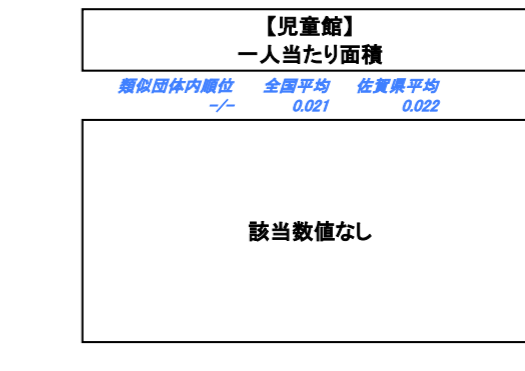 【児童館】
一人当たり面積
類似団体内順位 全国平均 佐賀県平均
-/- 0.021 0.022
該当数値なし